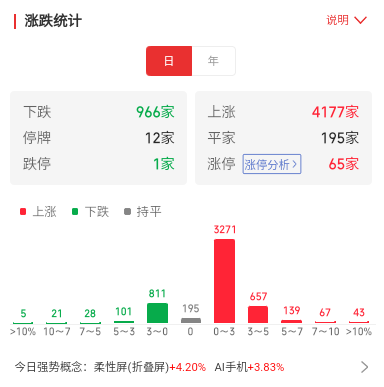 涨跌统计 说明
日 年
下跌 966家 上涨 4177家
停牌 12家 平家 195家
跌停 1家 涨停 涨停分析 65家
上涨 下跌 持平
3271
811 657
195
5 21 28 101 139 67 43
>10% 10～7 7～5 5～3 3～0 0 0～3 3～5 5～7 7～10 >10%
今日强势概念：柔性屏(折叠屏)+4.20% AI手机+3.83%